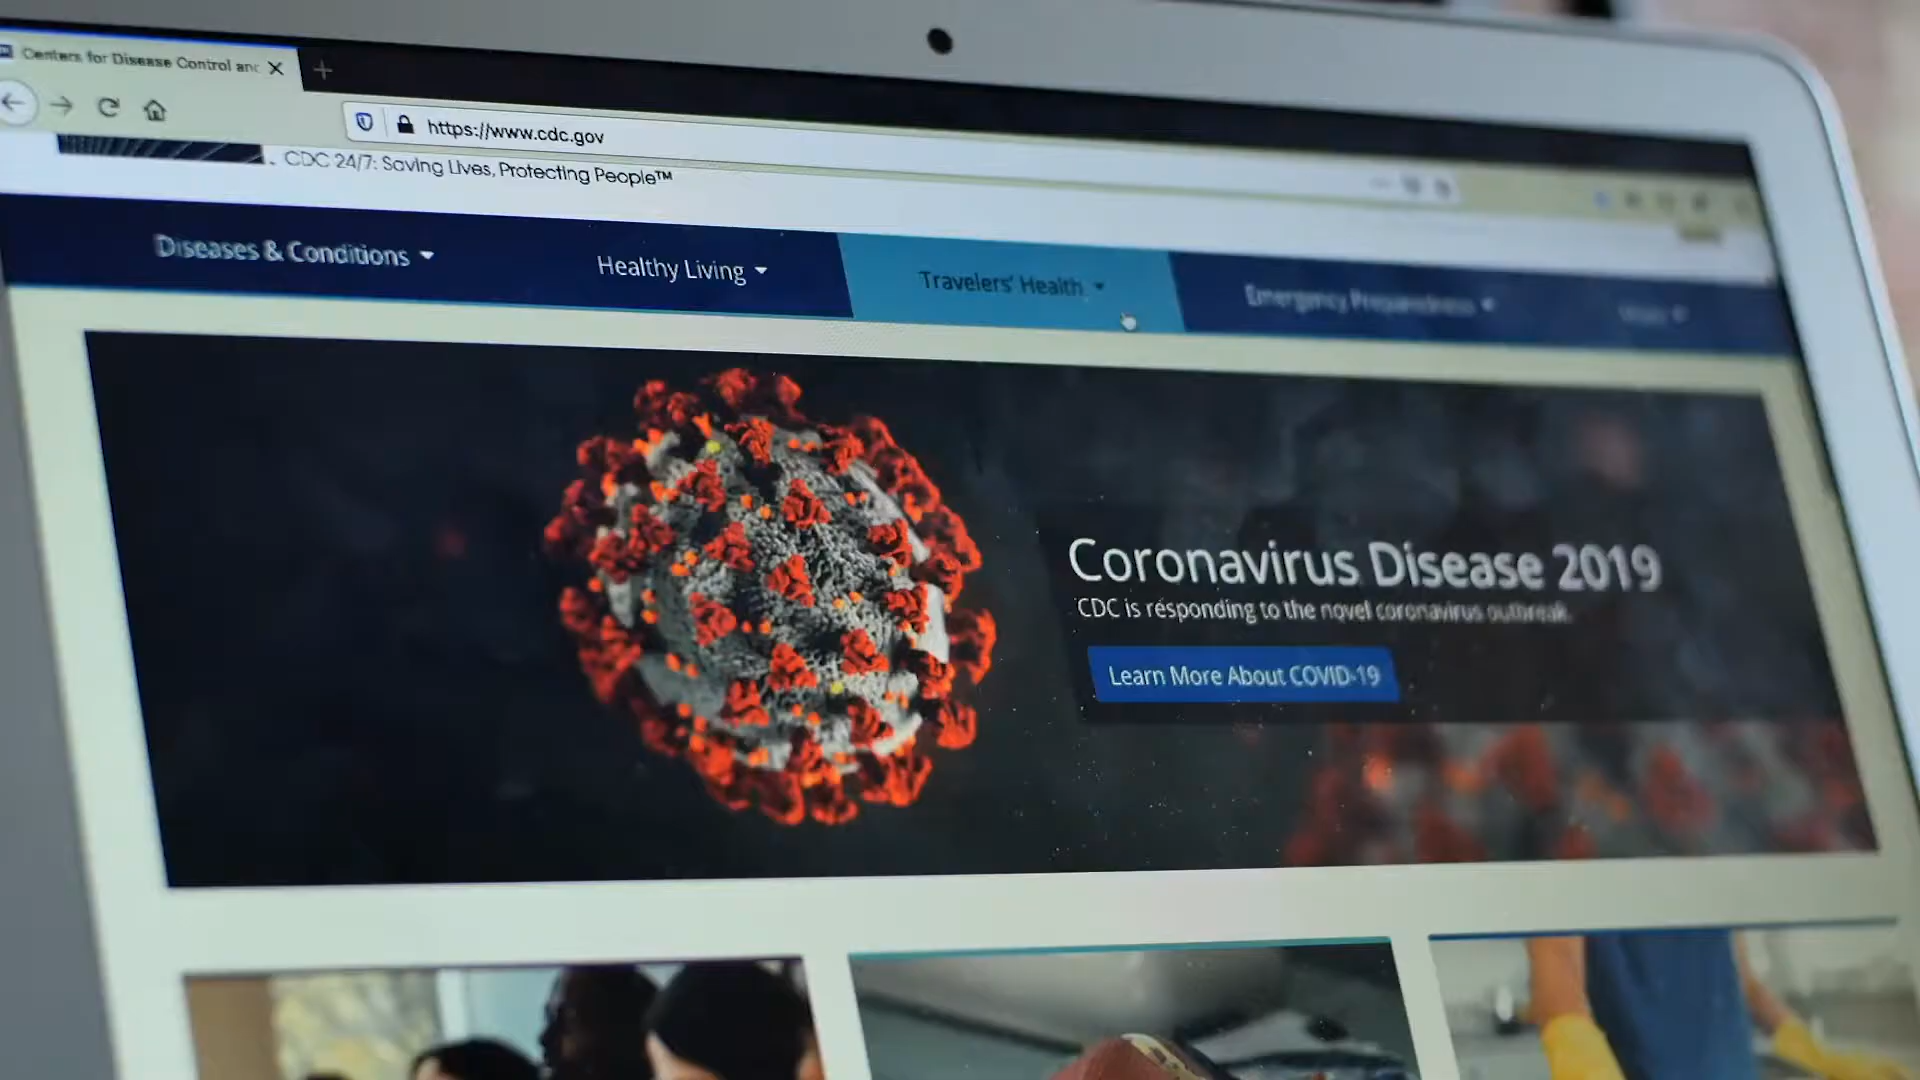 Centers for Disease Control and
https://www.cdc.gov
CDC 24/7: Saving Lives, Protecting People™
Diseases & Conditions
Healthy Living
Travelers' Health
Emergency Preparedness
Coronavirus Disease 2019
CDC is responding to the novel coronavirus outbreak.
Learn More About COVID-19